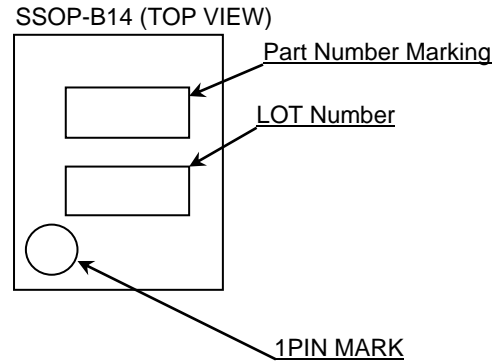 SSOP-B14 (TOP VIEW)
Part Number Marking
LOT Number
1PIN MARK